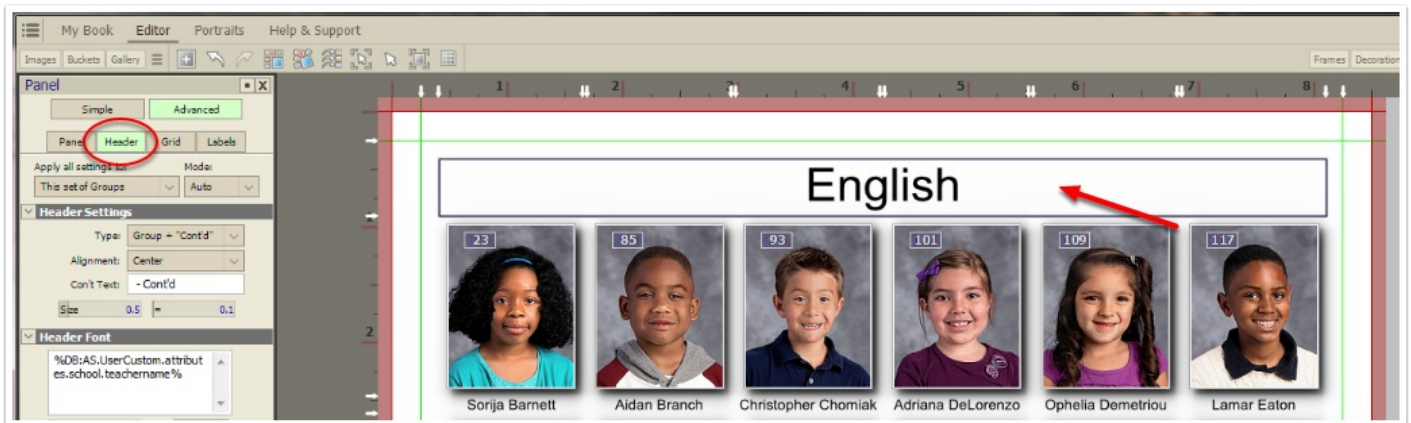 My Book Editor Portraits Help & Support
Images Buckets Gallery
Frames Decoration
Panel
X
Simple Advanced
Panel Header Grid Labels
Apply all settings to: Mode:
This set of Groups Auto
Header Settings
Type: Group + "Cont'd"
Alignment: Center
Con't Text: - Cont'd
Size 0.5 = 0.1
Header Font
%DB:AS.UserCustom.attribut
es.school.teachername%
1 2 3 4 5 6 7 8
1
2
English
23 85 93 101 109 117
Sorija Barnett Aidan Branch Christopher Chomiak Adriana DeLorenzo Ophelia Demetriou Lamar Eaton